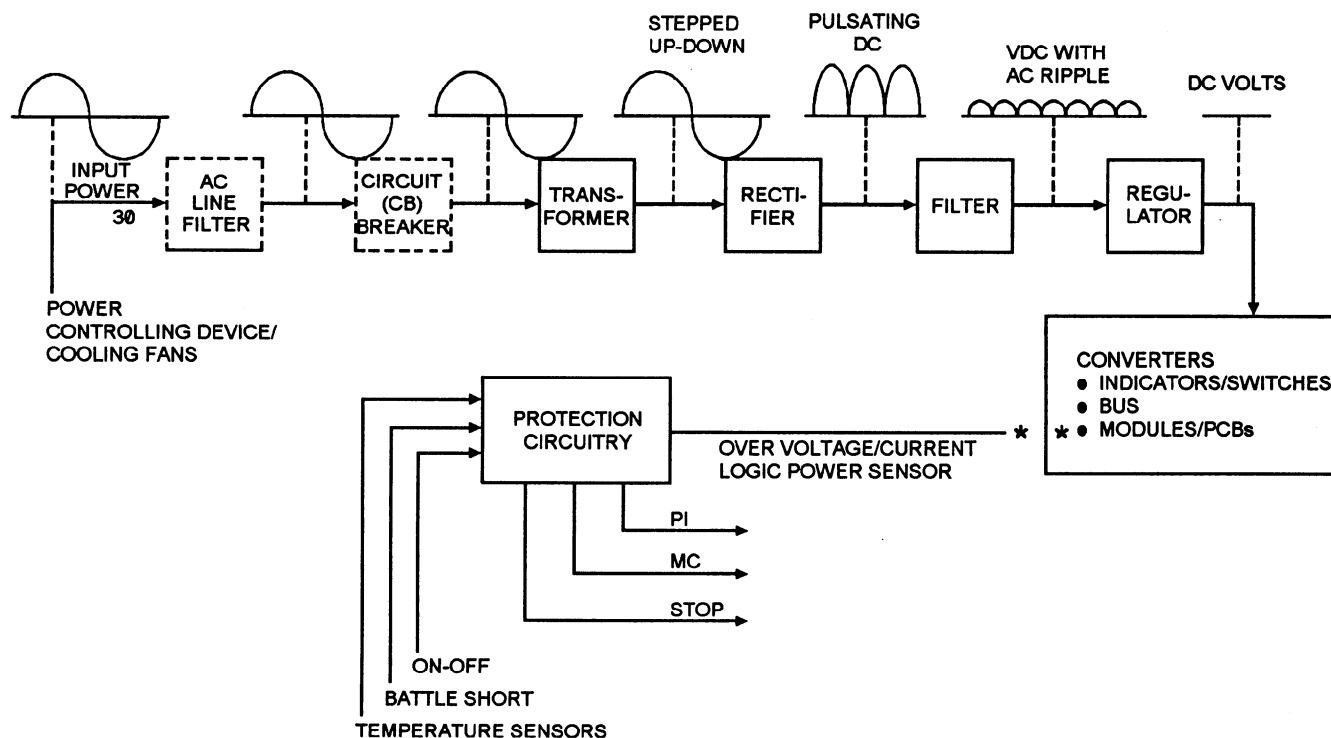 STEPPED
UP-DOWN
PULSATING
DC
VDC WITH
AC RIPPLE
DC VOLTS
INPUT
POWER
30
AC
LINE
FILTER
CIRCUIT
(CB)
BREAKER
TRANS-
FORMER
RECTI-
FIER
FILTER
REGU-
LATOR
POWER
CONTROLLING DEVICE/
COOLING FANS
CONVERTERS
● INDICATORS/SWITCHES
● BUS
* ● MODULES/PCBs
PROTECTION
CIRCUITRY
OVER VOLTAGE/CURRENT *
LOGIC POWER SENSOR
PI
MC
STOP
ON-OFF
BATTLE SHORT
TEMPERATURE SENSORS